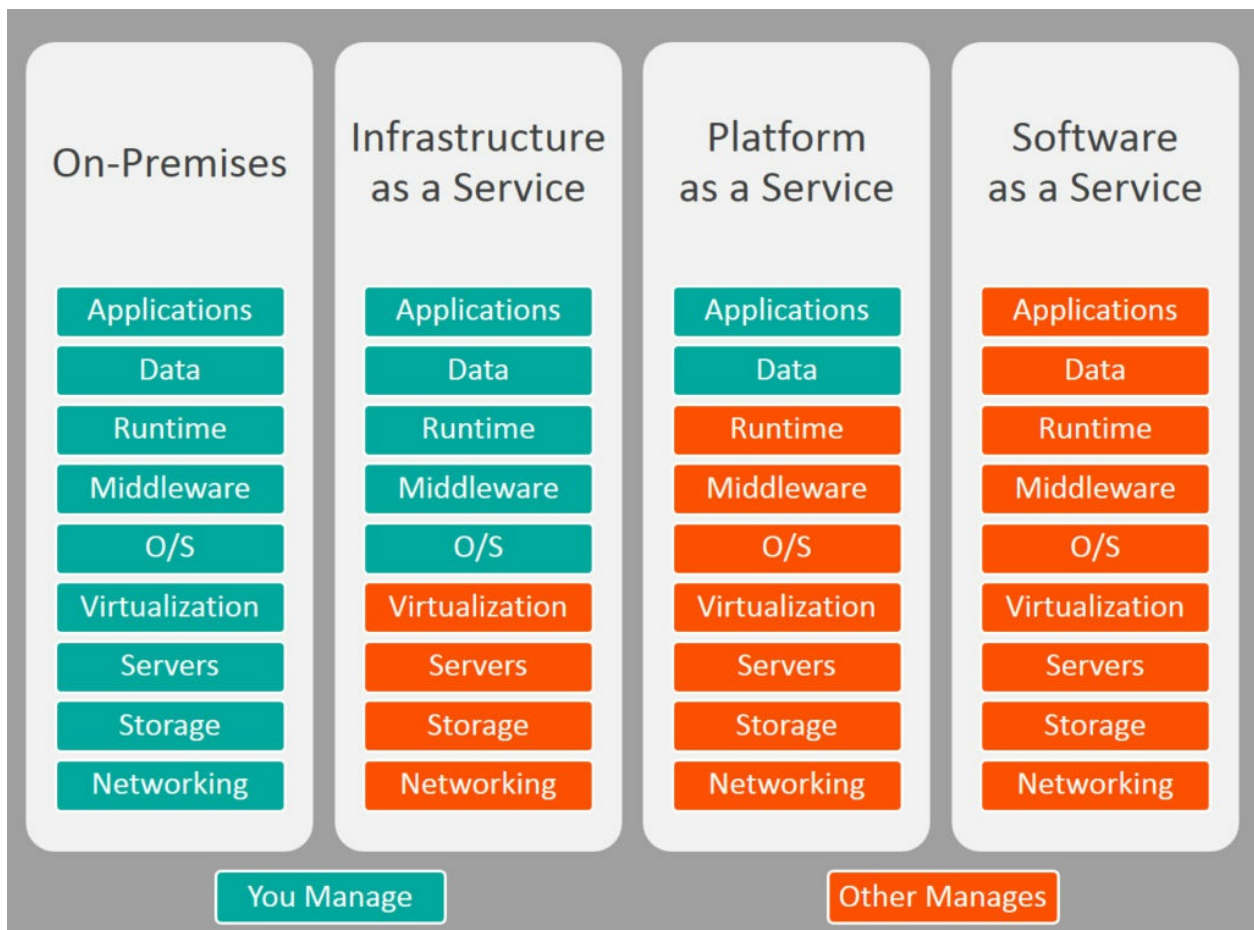 On-Premises
Applications
Data
Runtime
Middleware
O/S
Virtualization
Servers
Storage
Networking
Infrastructure
as a Service
Applications
Data
Runtime
Middleware
O/S
Virtualization
Servers
Storage
Networking
Platform
as a Service
Applications
Data
Runtime
Middleware
O/S
Virtualization
Servers
Storage
Networking
Software
as a Service
Applications
Data
Runtime
Middleware
O/S
Virtualization
Servers
Storage
Networking
You Manage
Other Manages